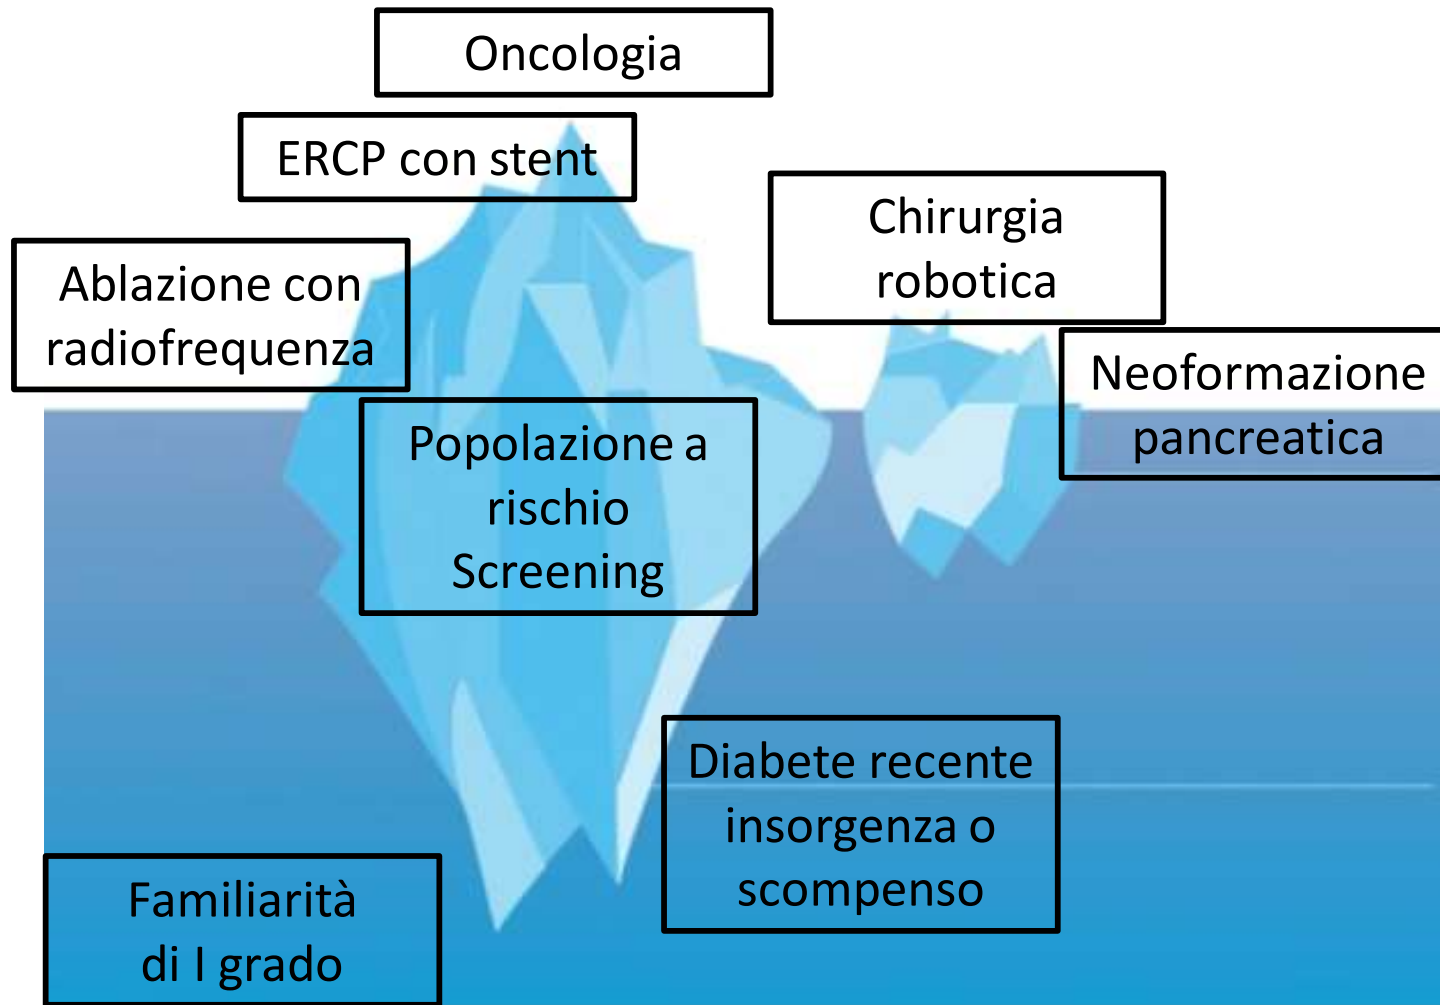 Oncologia
ERCP con stent
Chirurgia
robotica
Ablazione con
radiofrequenza
Neoformazione
pancreatica
Popolazione a
rischio
Screening
Diabete recente
insorgenza o
scompenso
Familiarità
di I grado